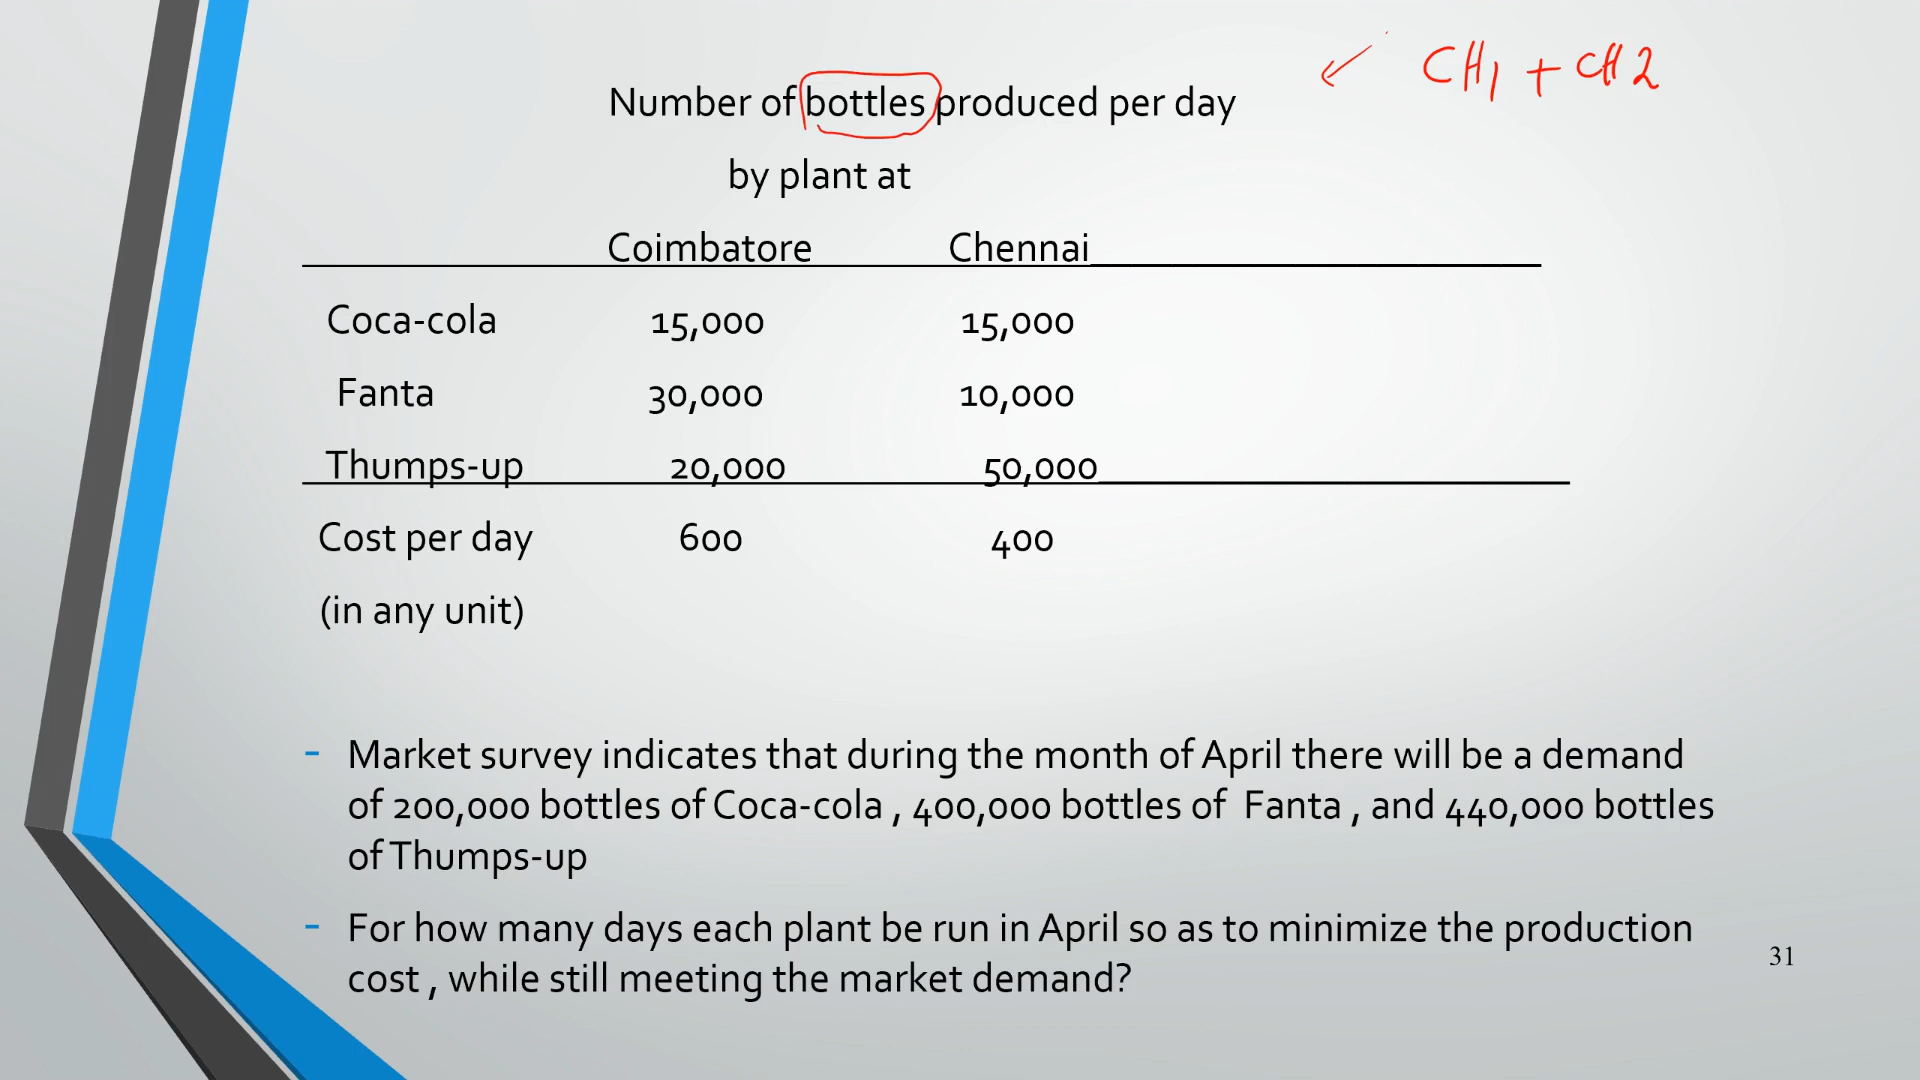 CH1 + CH2
Number of bottles produced per day
by plant at
Coimbatore Chennai
Coca-cola 15,000 15,000
Fanta 30,000 10,000
Thumps-up 20,000 50,000
Cost per day 600 400
(in any unit)
- Market survey indicates that during the month of April there will be a demand
of 200,000 bottles of Coca-cola , 400,000 bottles of Fanta , and 440,000 bottles
of Thumps-up
- For how many days each plant be run in April so as to minimize the production
cost , while still meeting the market demand?
31